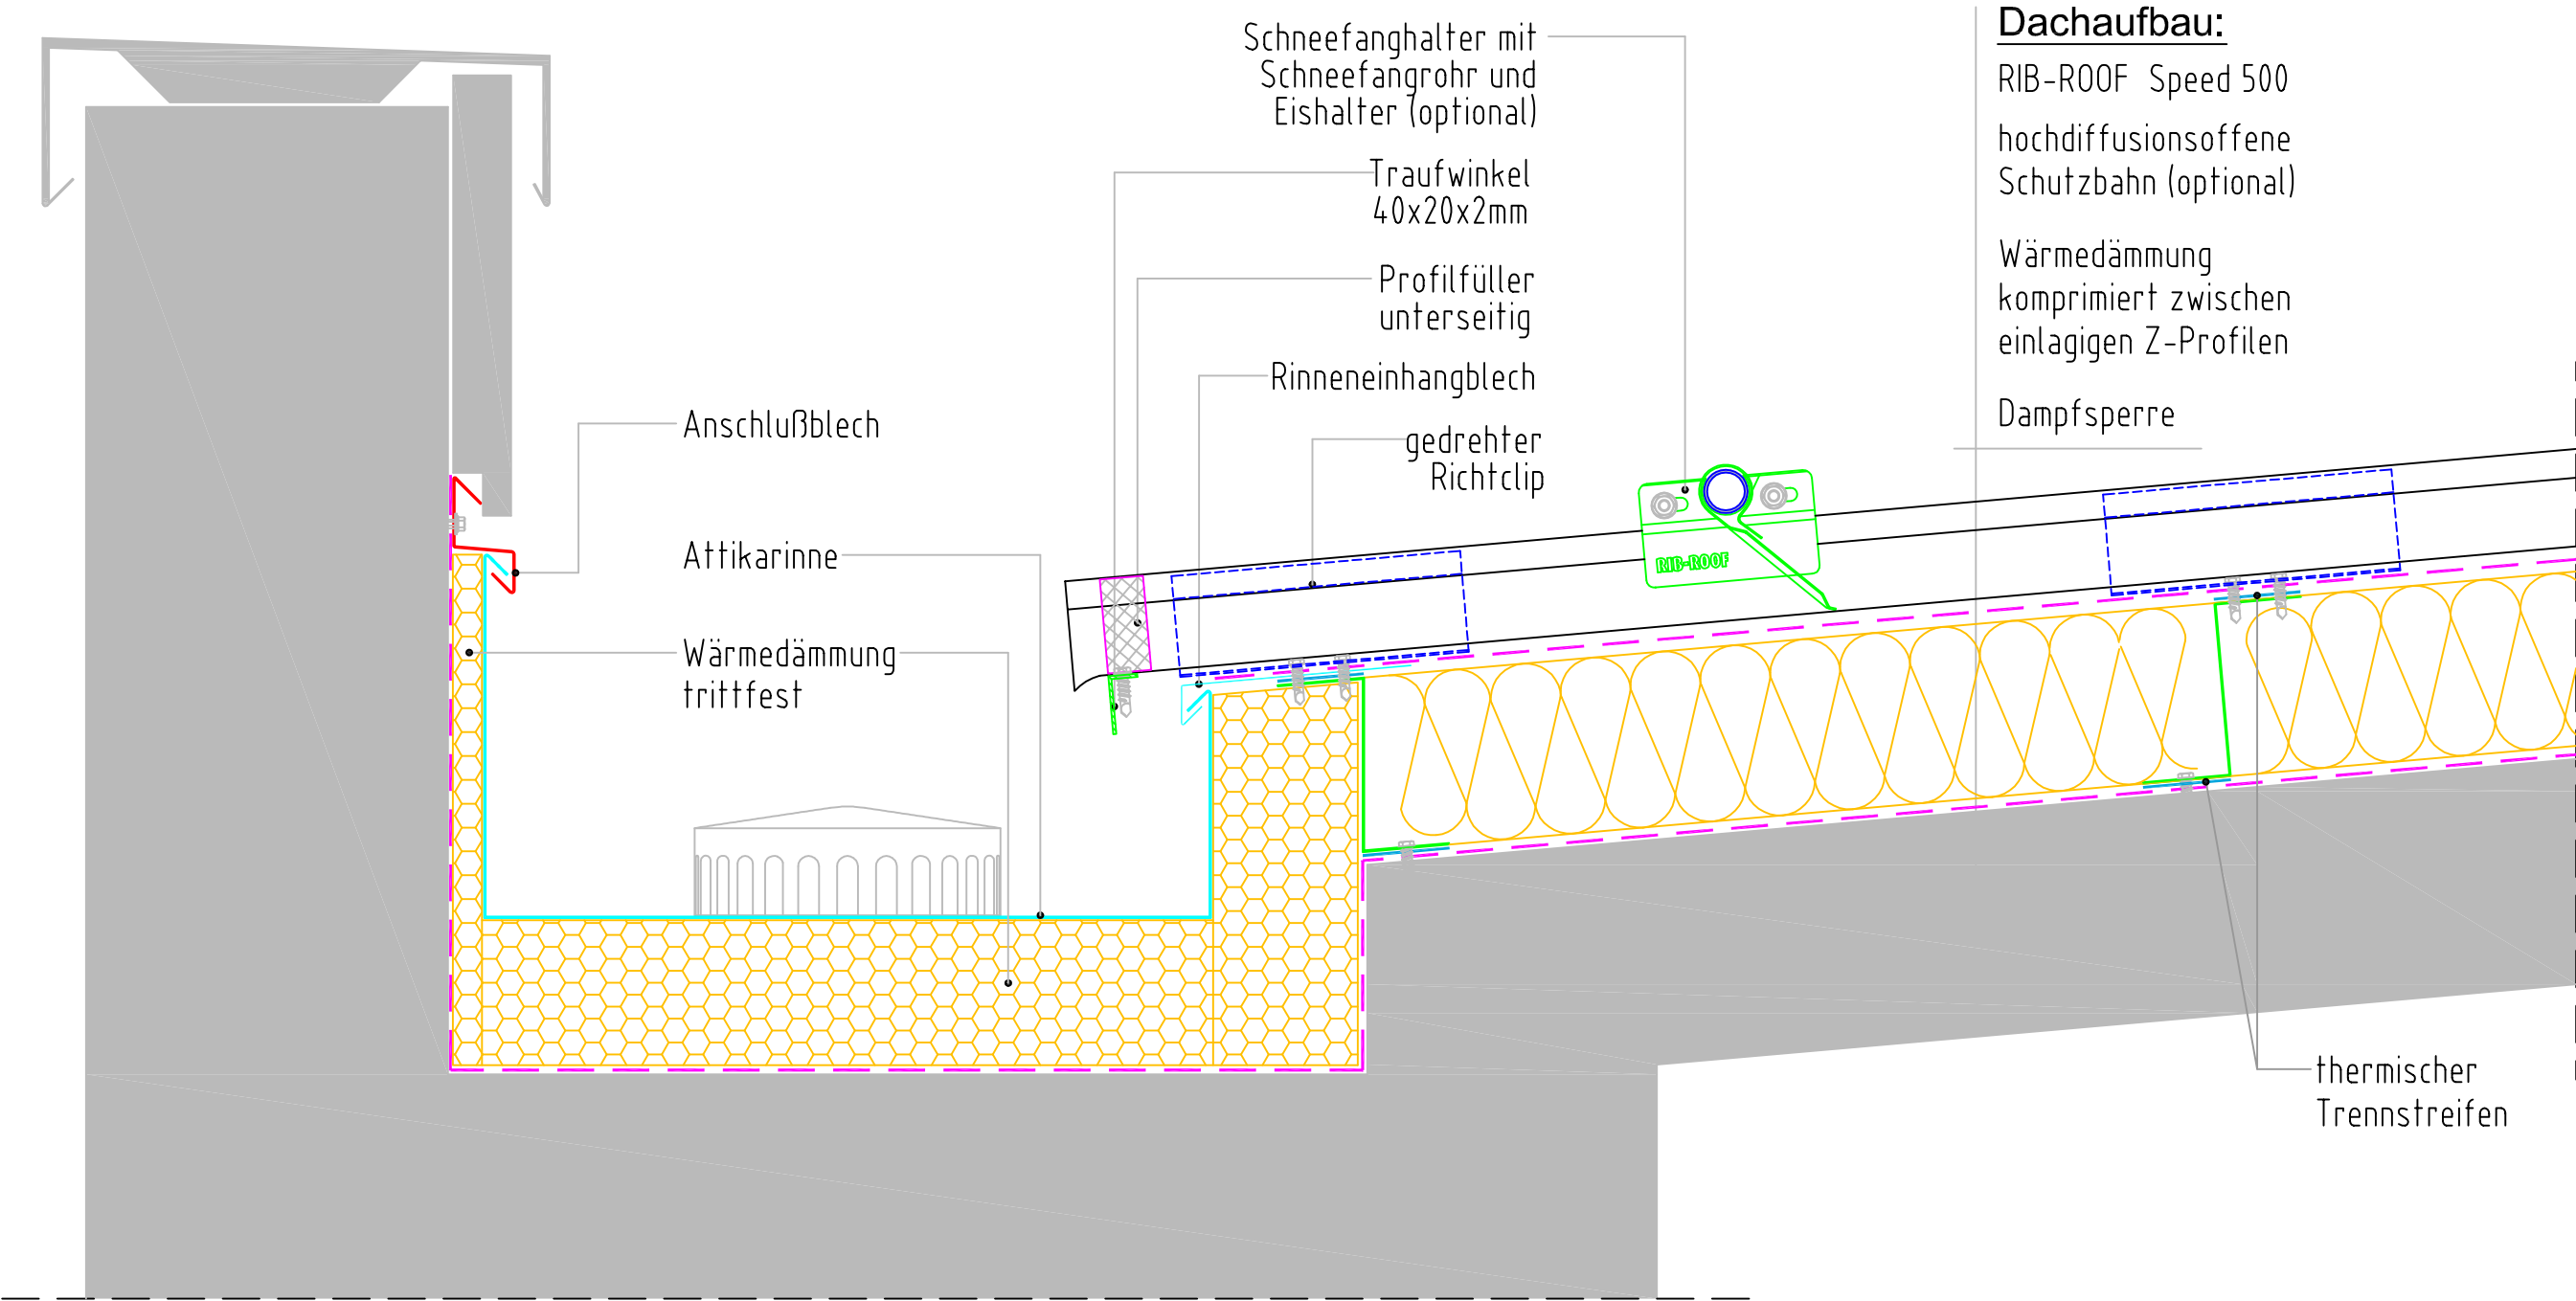 Schneefanghalter mit
Schneefangrohr und
Eishalter (optional)
Traufwinkel
40x20x2mm
Profilfüller
unterseitig
Rinneneinhangblech
gedrehter
Richtclip
Anschlußblech
Attikarinne
Wärmedämmung
trittfest
Dachaufbau:
RIB-ROOF Speed 500
hochdiffusionsoffene
Schutzbahn (optional)
Wärmedämmung
komprimiert zwischen
einlagigen Z-Profilen
Dampfsperre
RIB-ROOF
thermischer
Trennstreifen